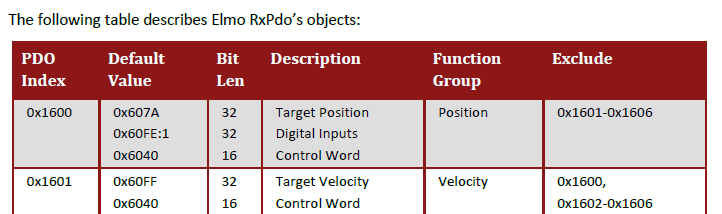 The following table describes Elmo RxPdo's objects:
PDO Index Default Value Bit Len Description Function Group Exclude
0x1600 0x607A 32 Target Position Position 0x1601-0x1606
0x60FE:1 32 Digital Inputs
0x6040 16 Control Word
0x1601 0x60FF 32 Target Velocity Velocity 0x1600,
0x6040 16 Control Word 0x1602-0x1606